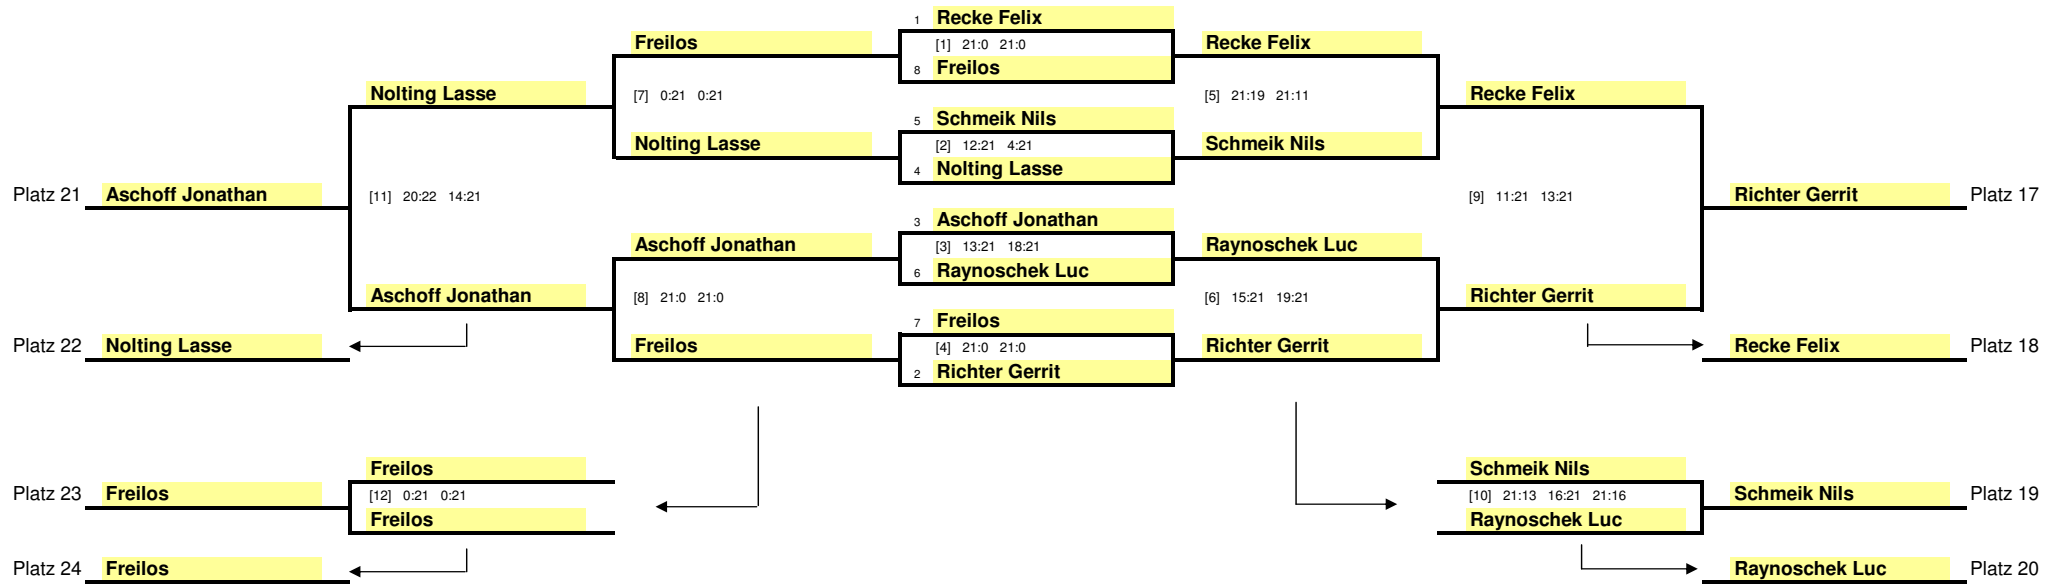 1 Recke Felix
Freilos [1] 21:0 21:0 Recke Felix
8 Freilos
Nolting Lasse [7] 0:21 0:21 [5] 21:19 21:11 Recke Felix
5 Schmeik Nils
Nolting Lasse [2] 12:21 4:21 Schmeik Nils
4 Nolting Lasse
Platz 21 Aschoff Jonathan [11] 20:22 14:21 [9] 11:21 13:21 Richter Gerrit Platz 17
3 Aschoff Jonathan
Aschoff Jonathan [3] 13:21 18:21 Raynoschek Luc
6 Raynoschek Luc
Aschoff Jonathan [8] 21:0 21:0 [6] 15:21 19:21 Richter Gerrit
7 Freilos
Platz 22 Nolting Lasse Freilos [4] 21:0 21:0 Richter Gerrit Recke Felix Platz 18
2 Richter Gerrit
Freilos Schmeik Nils
Platz 23 Freilos [12] 0:21 0:21 [10] 21:13 16:21 21:16 Schmeik Nils Platz 19
Freilos Raynoschek Luc
Platz 24 Freilos Raynoschek Luc Platz 20